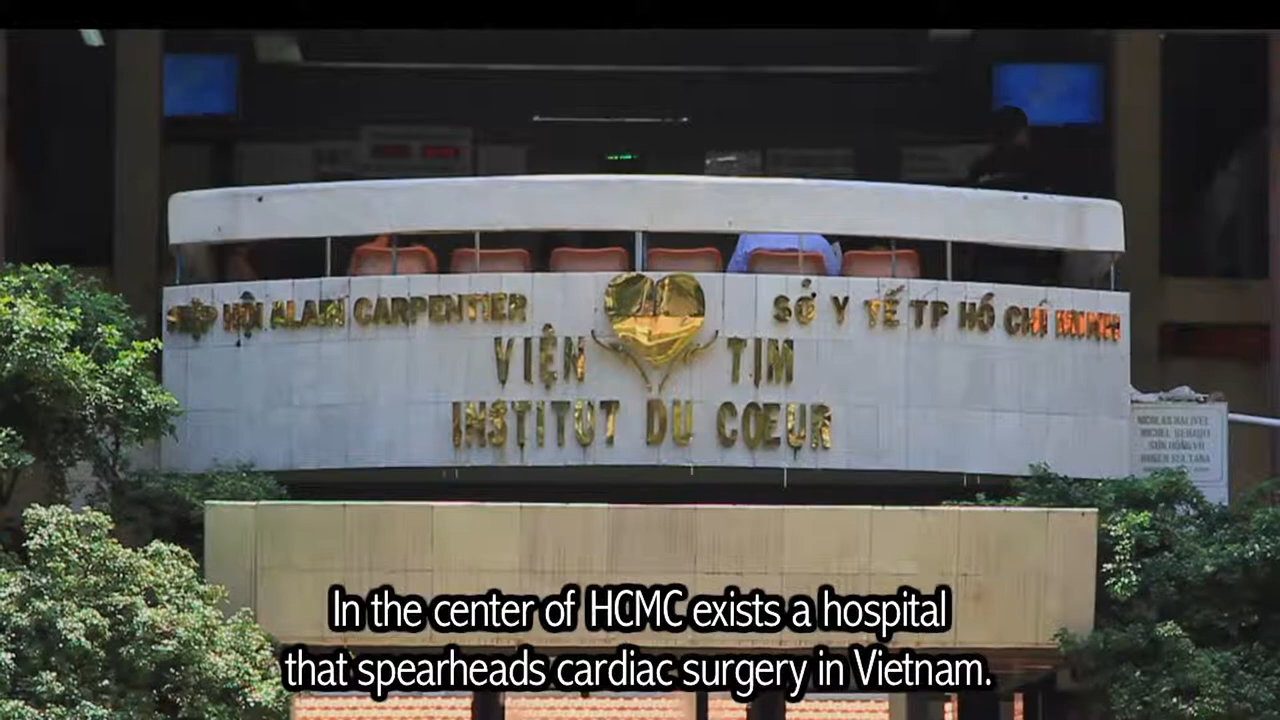 HIỆP HỘI ALAIN CARPENTIER
SỞ Y TẾ TP HỒ CHÍ MINH
VIỆN TIM
INSTITUT DU COEUR
In the center of HCMC exists a hospital
that spearheads cardiac surgery in Vietnam.